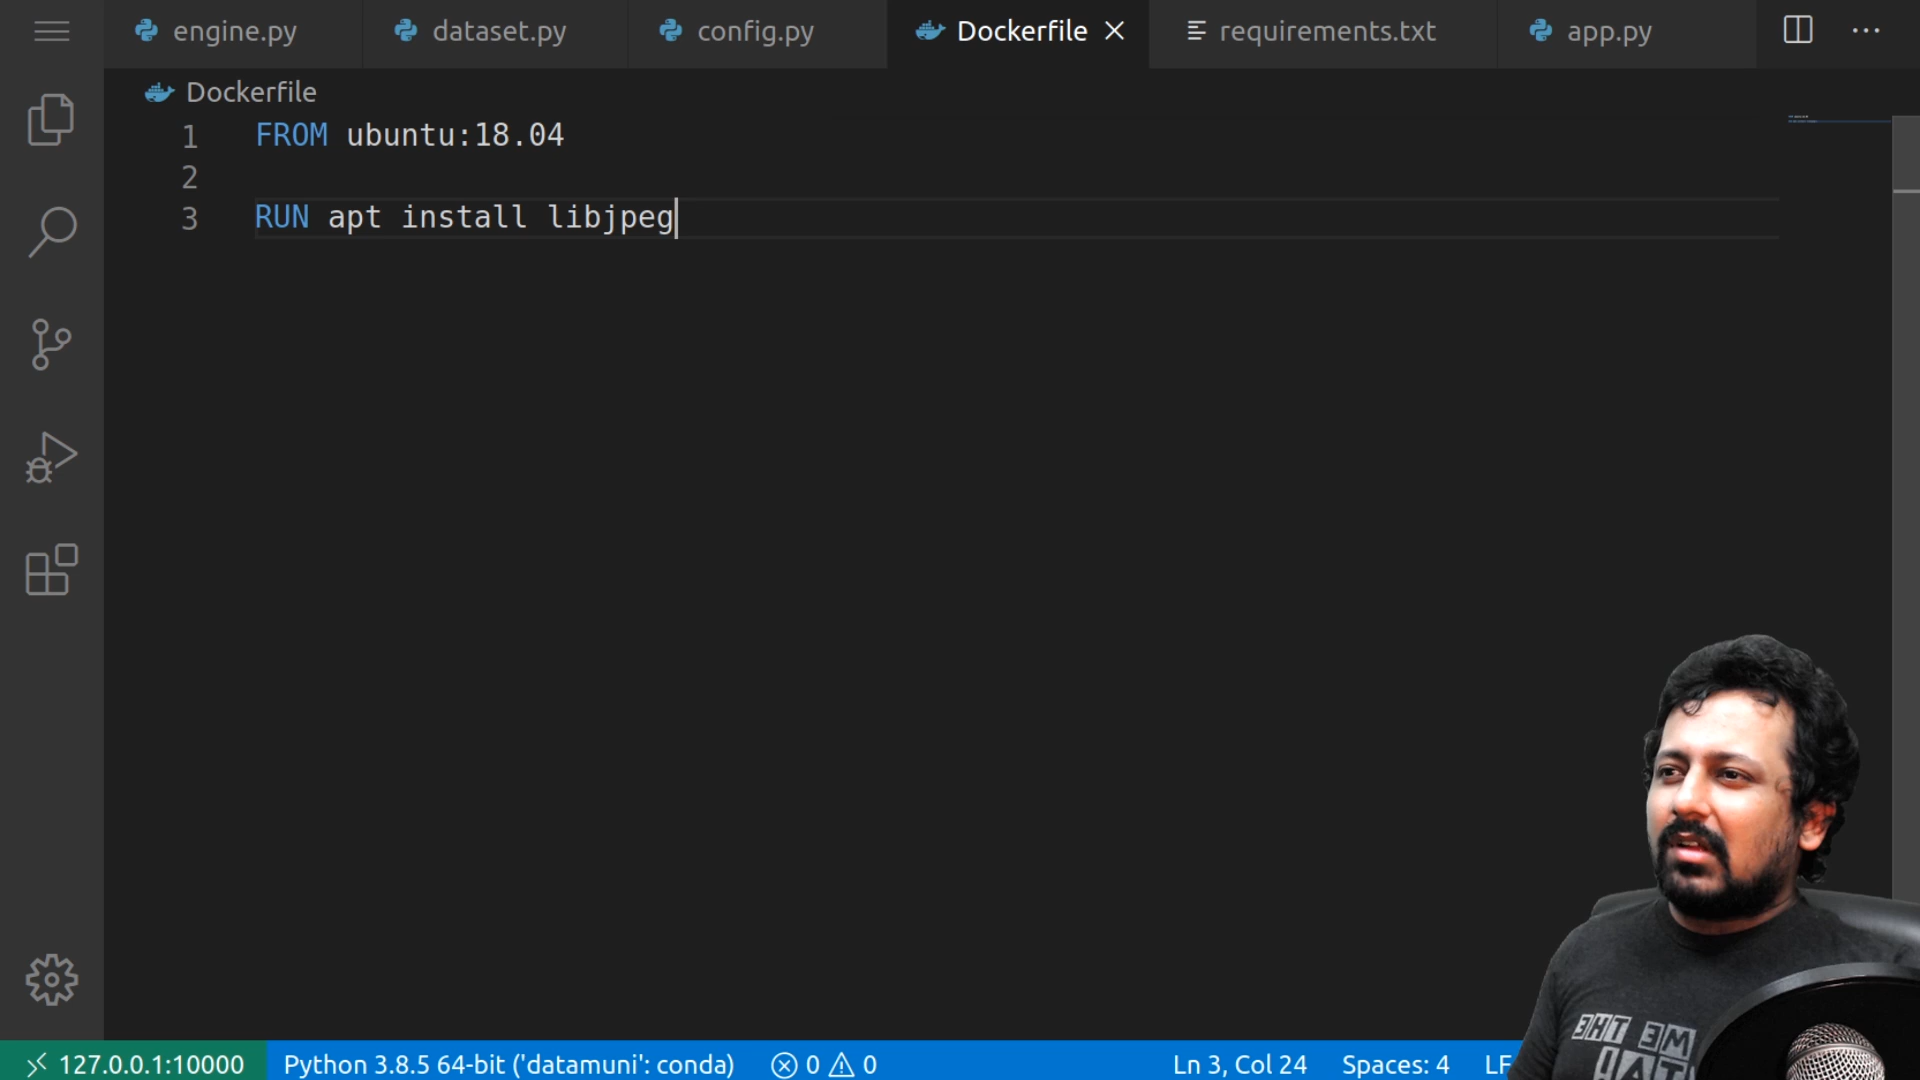 engine.py dataset.py config.py Dockerfile requirements.txt app.py
Dockerfile
1 FROM ubuntu:18.04
2
3 RUN apt install libjpeg
127.0.0.1:10000 Python 3.8.5 64-bit ('datamuni': conda) 0 0 Ln 3, Col 24 Spaces: 4 LF